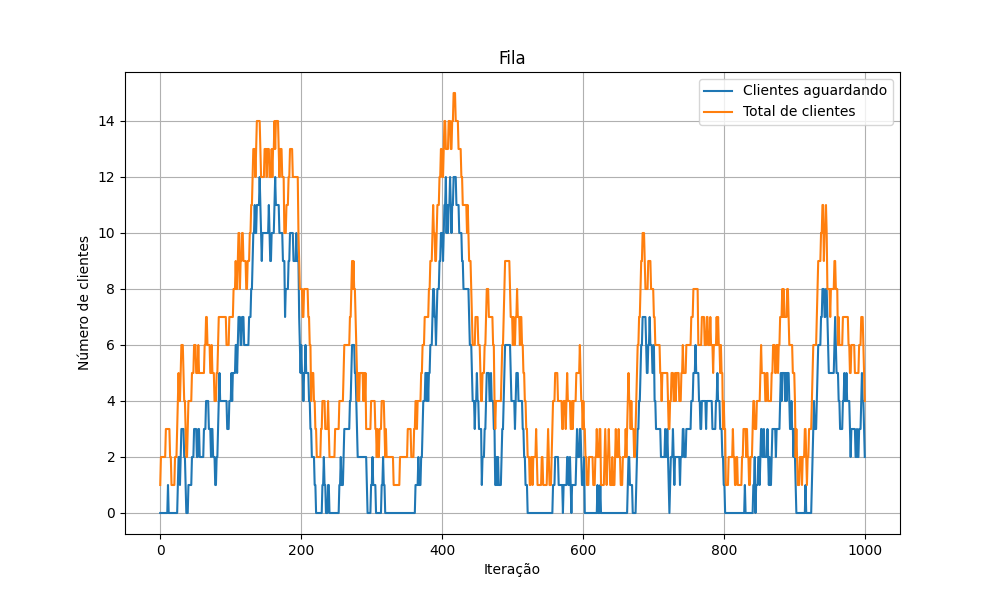 Fila
Clientes aguardando
Total de clientes
Número de clientes
14
12
10
8
6
4
2
0
0 200 400 600 800 1000
Iteração